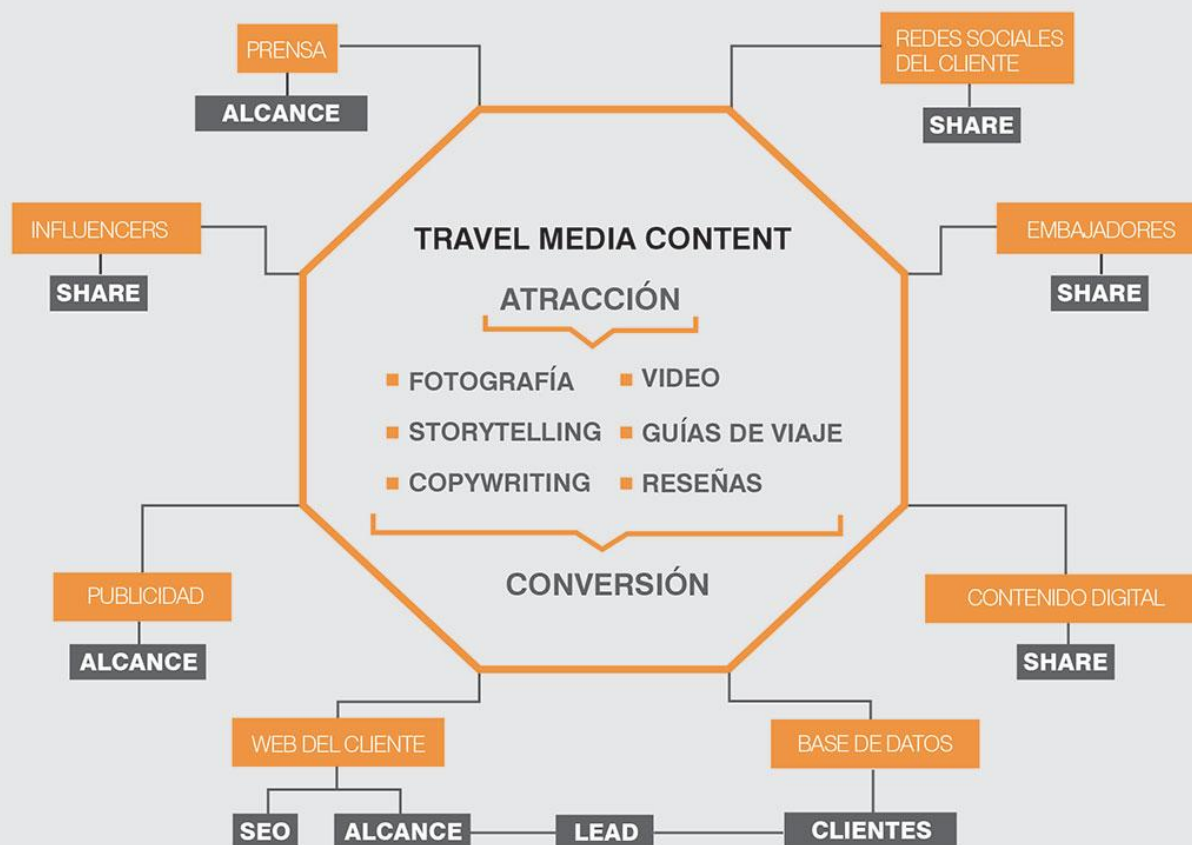 PRENSA
ALCANCE
REDES SOCIALES
DEL CLIENTE
SHARE
INFLUENCERS
SHARE
EMBAJADORES
SHARE
TRAVEL MEDIA CONTENT
ATRACCIÓN
FOTOGRAFÍA
VIDEO
STORYTELLING
GUÍAS DE VIAJE
COPYWRITING
RESEÑAS
CONVERSIÓN
PUBLICIDAD
ALCANCE
CONTENIDO DIGITAL
SHARE
WEB DEL CLIENTE
BASE DE DATOS
SEO
ALCANCE
LEAD
CLIENTES